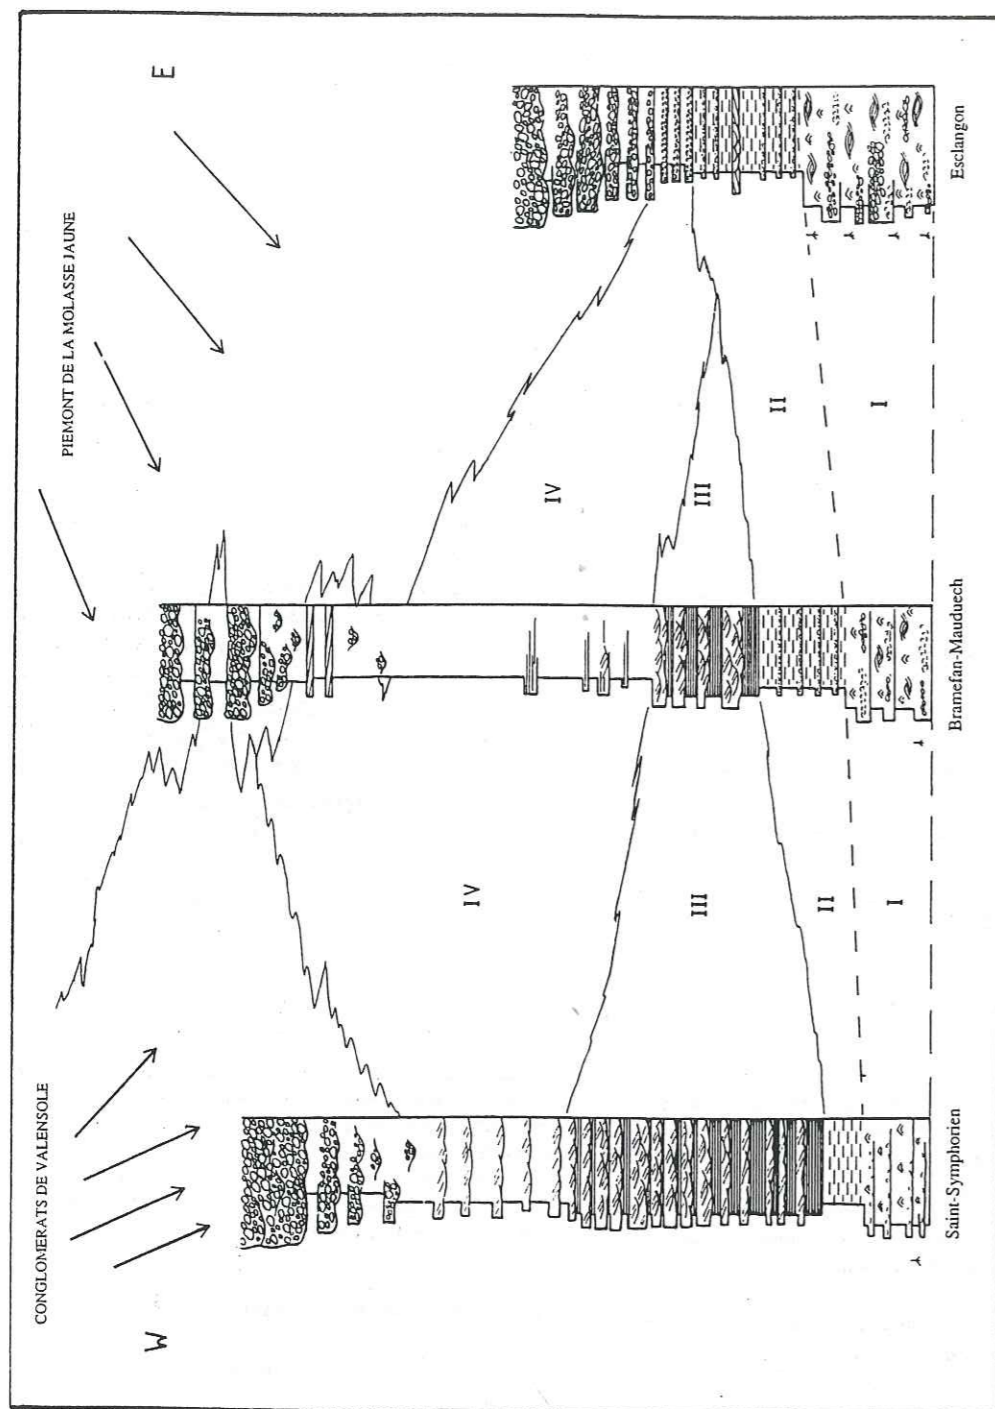 E
PIEMONT DE LA MOLASSE JAUNE
CONGLOMERATS DE VALENSOLE
W
IV
III
II
I
IV
III
II
I
Esclangon
Bramefan-Mauduech
Saint-Symphorien